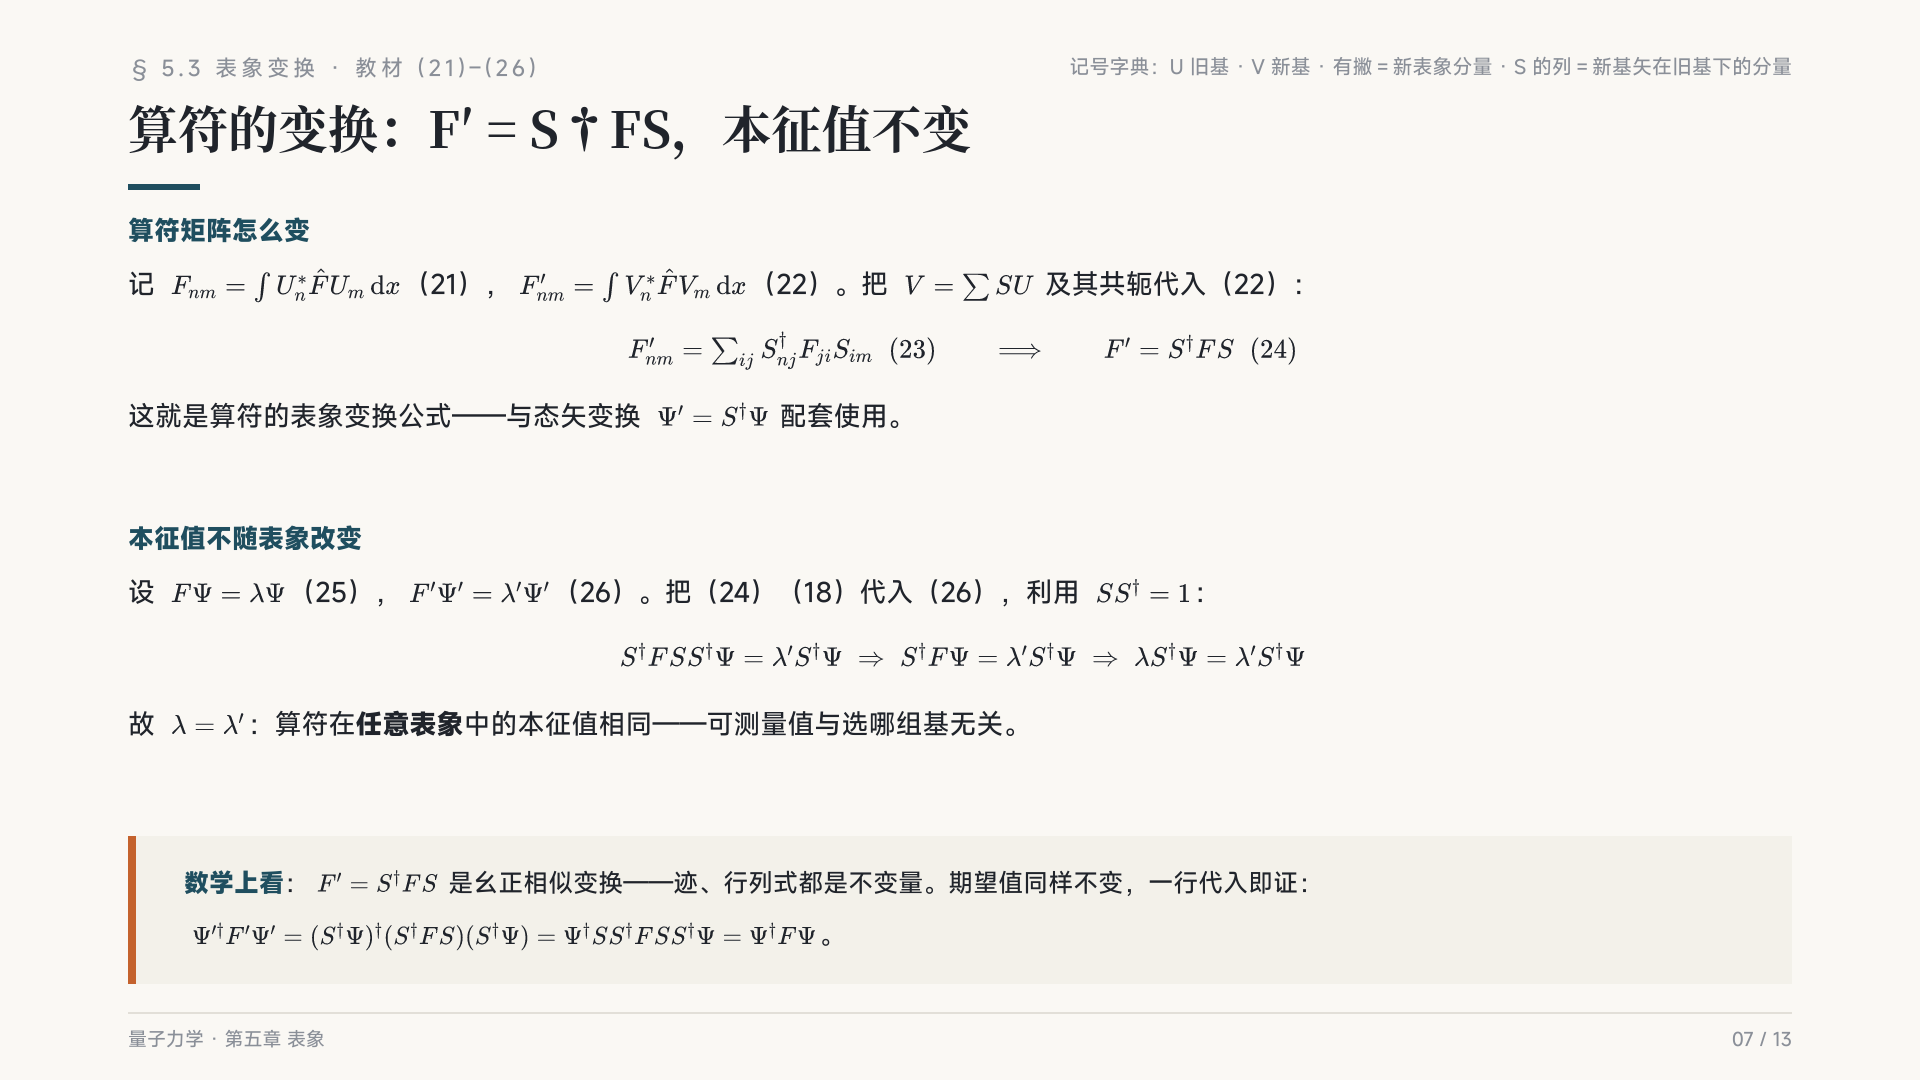 § 5.3 表象变换 · 教材 (21)–(26)
记号字典：U 旧基 · V 新基 · 有撇 = 新表象分量 · S 的列 = 新基矢在旧基下的分量
算符的变换：F′ = S † FS，本征值不变
算符矩阵怎么变
记 $F_{nm} = \int U_n^* \hat{F} U_m \, \mathrm{d}x$（21），$F'_{nm} = \int V_n^* \hat{F} V_m \, \mathrm{d}x$（22）。把 $V = \sum SU$ 及其共轭代入（22）：
$F'_{nm} = \sum_{ij} S^\dagger_{nj} F_{ji} S_{im}$ (23) $\Longrightarrow$ $F' = S^\dagger F S$ (24)
这就是算符的表象变换公式——与态矢变换 $\Psi' = S^\dagger \Psi$ 配套使用。
本征值不随表象改变
设 $F\Psi = \lambda\Psi$（25），$F'\Psi' = \lambda'\Psi'$（26）。把（24）（18）代入（26），利用 $SS^\dagger = 1$：
$S^\dagger F S S^\dagger \Psi = \lambda' S^\dagger \Psi \Rightarrow S^\dagger F \Psi = \lambda' S^\dagger \Psi \Rightarrow \lambda S^\dagger \Psi = \lambda' S^\dagger \Psi$
故 $\lambda = \lambda'$：算符在任意表象中的本征值相同——可测量值与选哪组基无关。
数学上看：$F' = S^\dagger F S$ 是幺正相似变换——迹、行列式都是不变量。期望值同样不变，一行代入即证：
$\Psi'^\dagger F' \Psi' = (S^\dagger \Psi)^\dagger (S^\dagger F S)(S^\dagger \Psi) = \Psi^\dagger S S^\dagger F S S^\dagger \Psi = \Psi^\dagger F \Psi$。
量子力学 · 第五章 表象
07 / 13